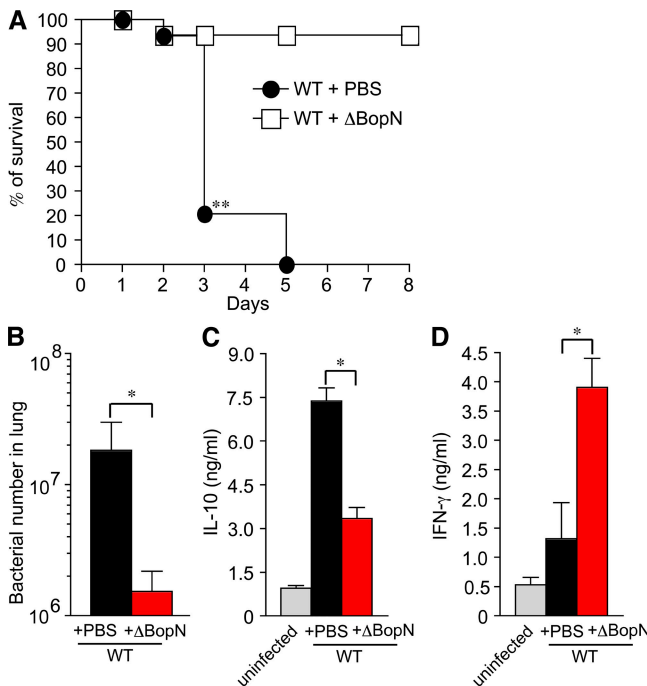 A
100
90
80
70
60
50
40
30
20
10
0
% of survival
WT + PBS
WT + ΔBopN
**
0 1 2 3 4 5 6 7 8
Days
B
10^8
10^7
10^6
Bacterial number in lung
*
+PBS +ΔBopN
WT
C
9.0
7.5
6.0
4.5
3.0
1.5
0
IL-10 (ng/ml)
*
uninfected
+PBS +ΔBopN
WT
D
4.5
4.0
3.5
3.0
2.5
2.0
1.5
1.0
0.5
0
IFN-γ (ng/ml)
*
uninfected
+PBS +ΔBopN
WT